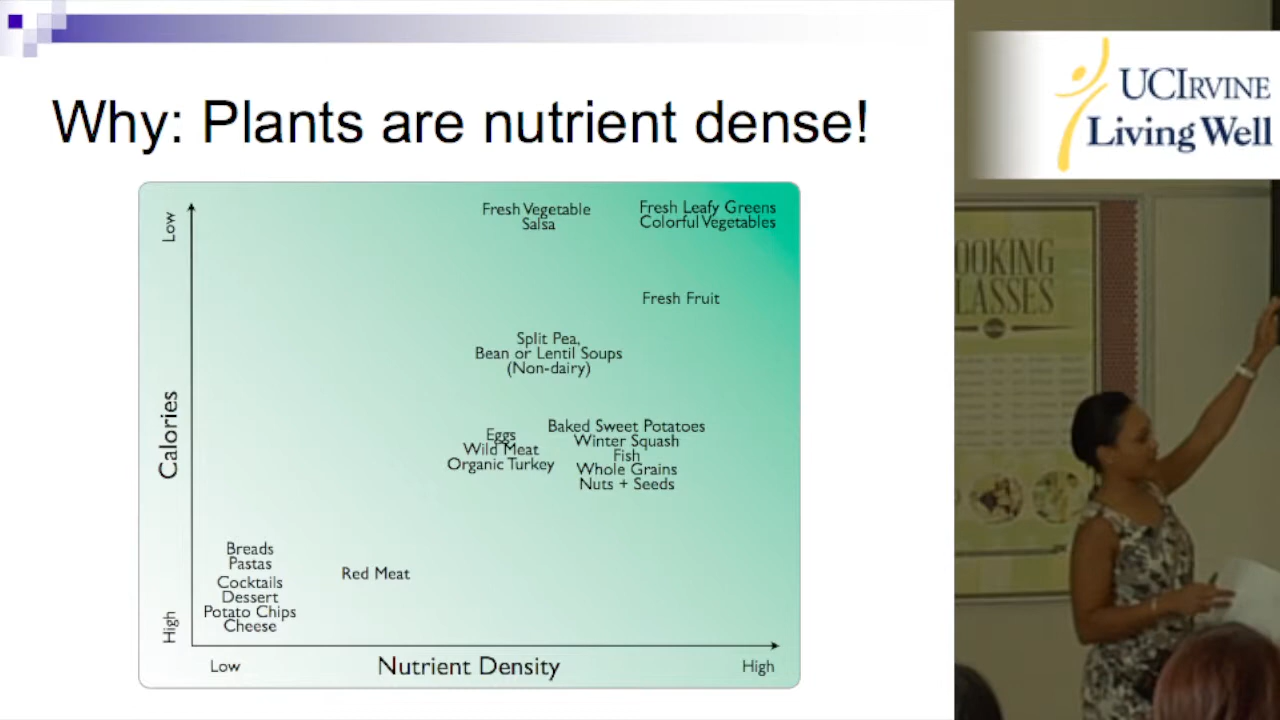 Why: Plants are nutrient dense!
Low
Calories
High
Fresh Vegetable
Salsa
Fresh Leafy Greens
Colorful Vegetables
Fresh Fruit
Split Pea,
Bean or Lentil Soups
(Non-dairy)
Eggs
Wild Meat
Organic Turkey
Baked Sweet Potatoes
Winter Squash
Fish
Whole Grains
Nuts + Seeds
Breads
Pastas
Cocktails
Dessert
Potato Chips
Cheese
Red Meat
Low
Nutrient Density
High
UCIRVINE
Living Well
OOKING
LASSES